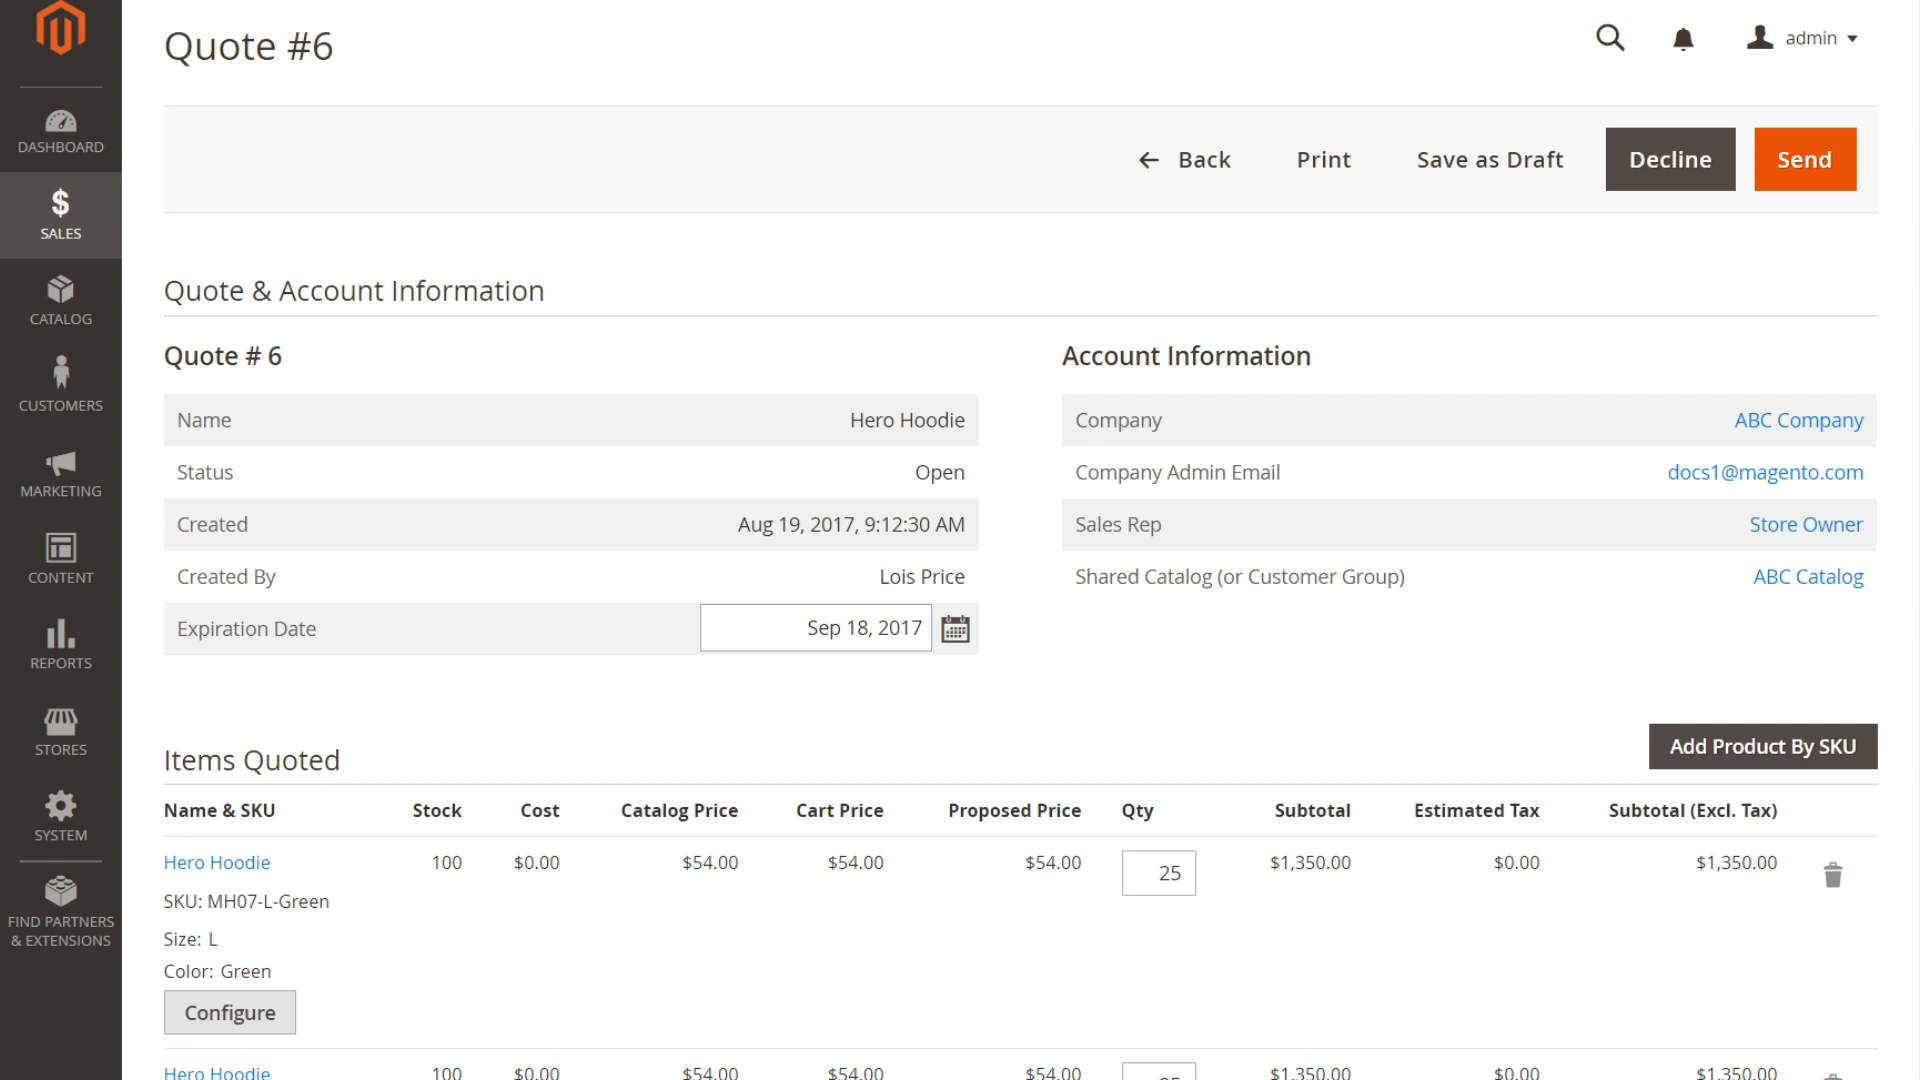 Quote #6
admin
DASHBOARD
SALES
CATALOG
CUSTOMERS
MARKETING
CONTENT
REPORTS
STORES
SYSTEM
FIND PARTNERS
& EXTENSIONS
Back Print Save as Draft Decline Send
Quote & Account Information
Quote # 6
Name Hero Hoodie
Status Open
Created Aug 19, 2017, 9:12:30 AM
Created By Lois Price
Expiration Date Sep 18, 2017
Account Information
Company ABC Company
Company Admin Email docs1@magento.com
Sales Rep Store Owner
Shared Catalog (or Customer Group) ABC Catalog
Items Quoted
Add Product By SKU
Name & SKU Stock Cost Catalog Price Cart Price Proposed Price Qty Subtotal Estimated Tax Subtotal (Excl. Tax)
Hero Hoodie 100 $0.00 $54.00 $54.00 $54.00 25 $1,350.00 $0.00 $1,350.00
SKU: MH07-L-Green
Size: L
Color: Green
Configure
Hero Hoodie 100 $0.00 $54.00 $54.00 $54.00 $1,350.00 $0.00 $1,350.00